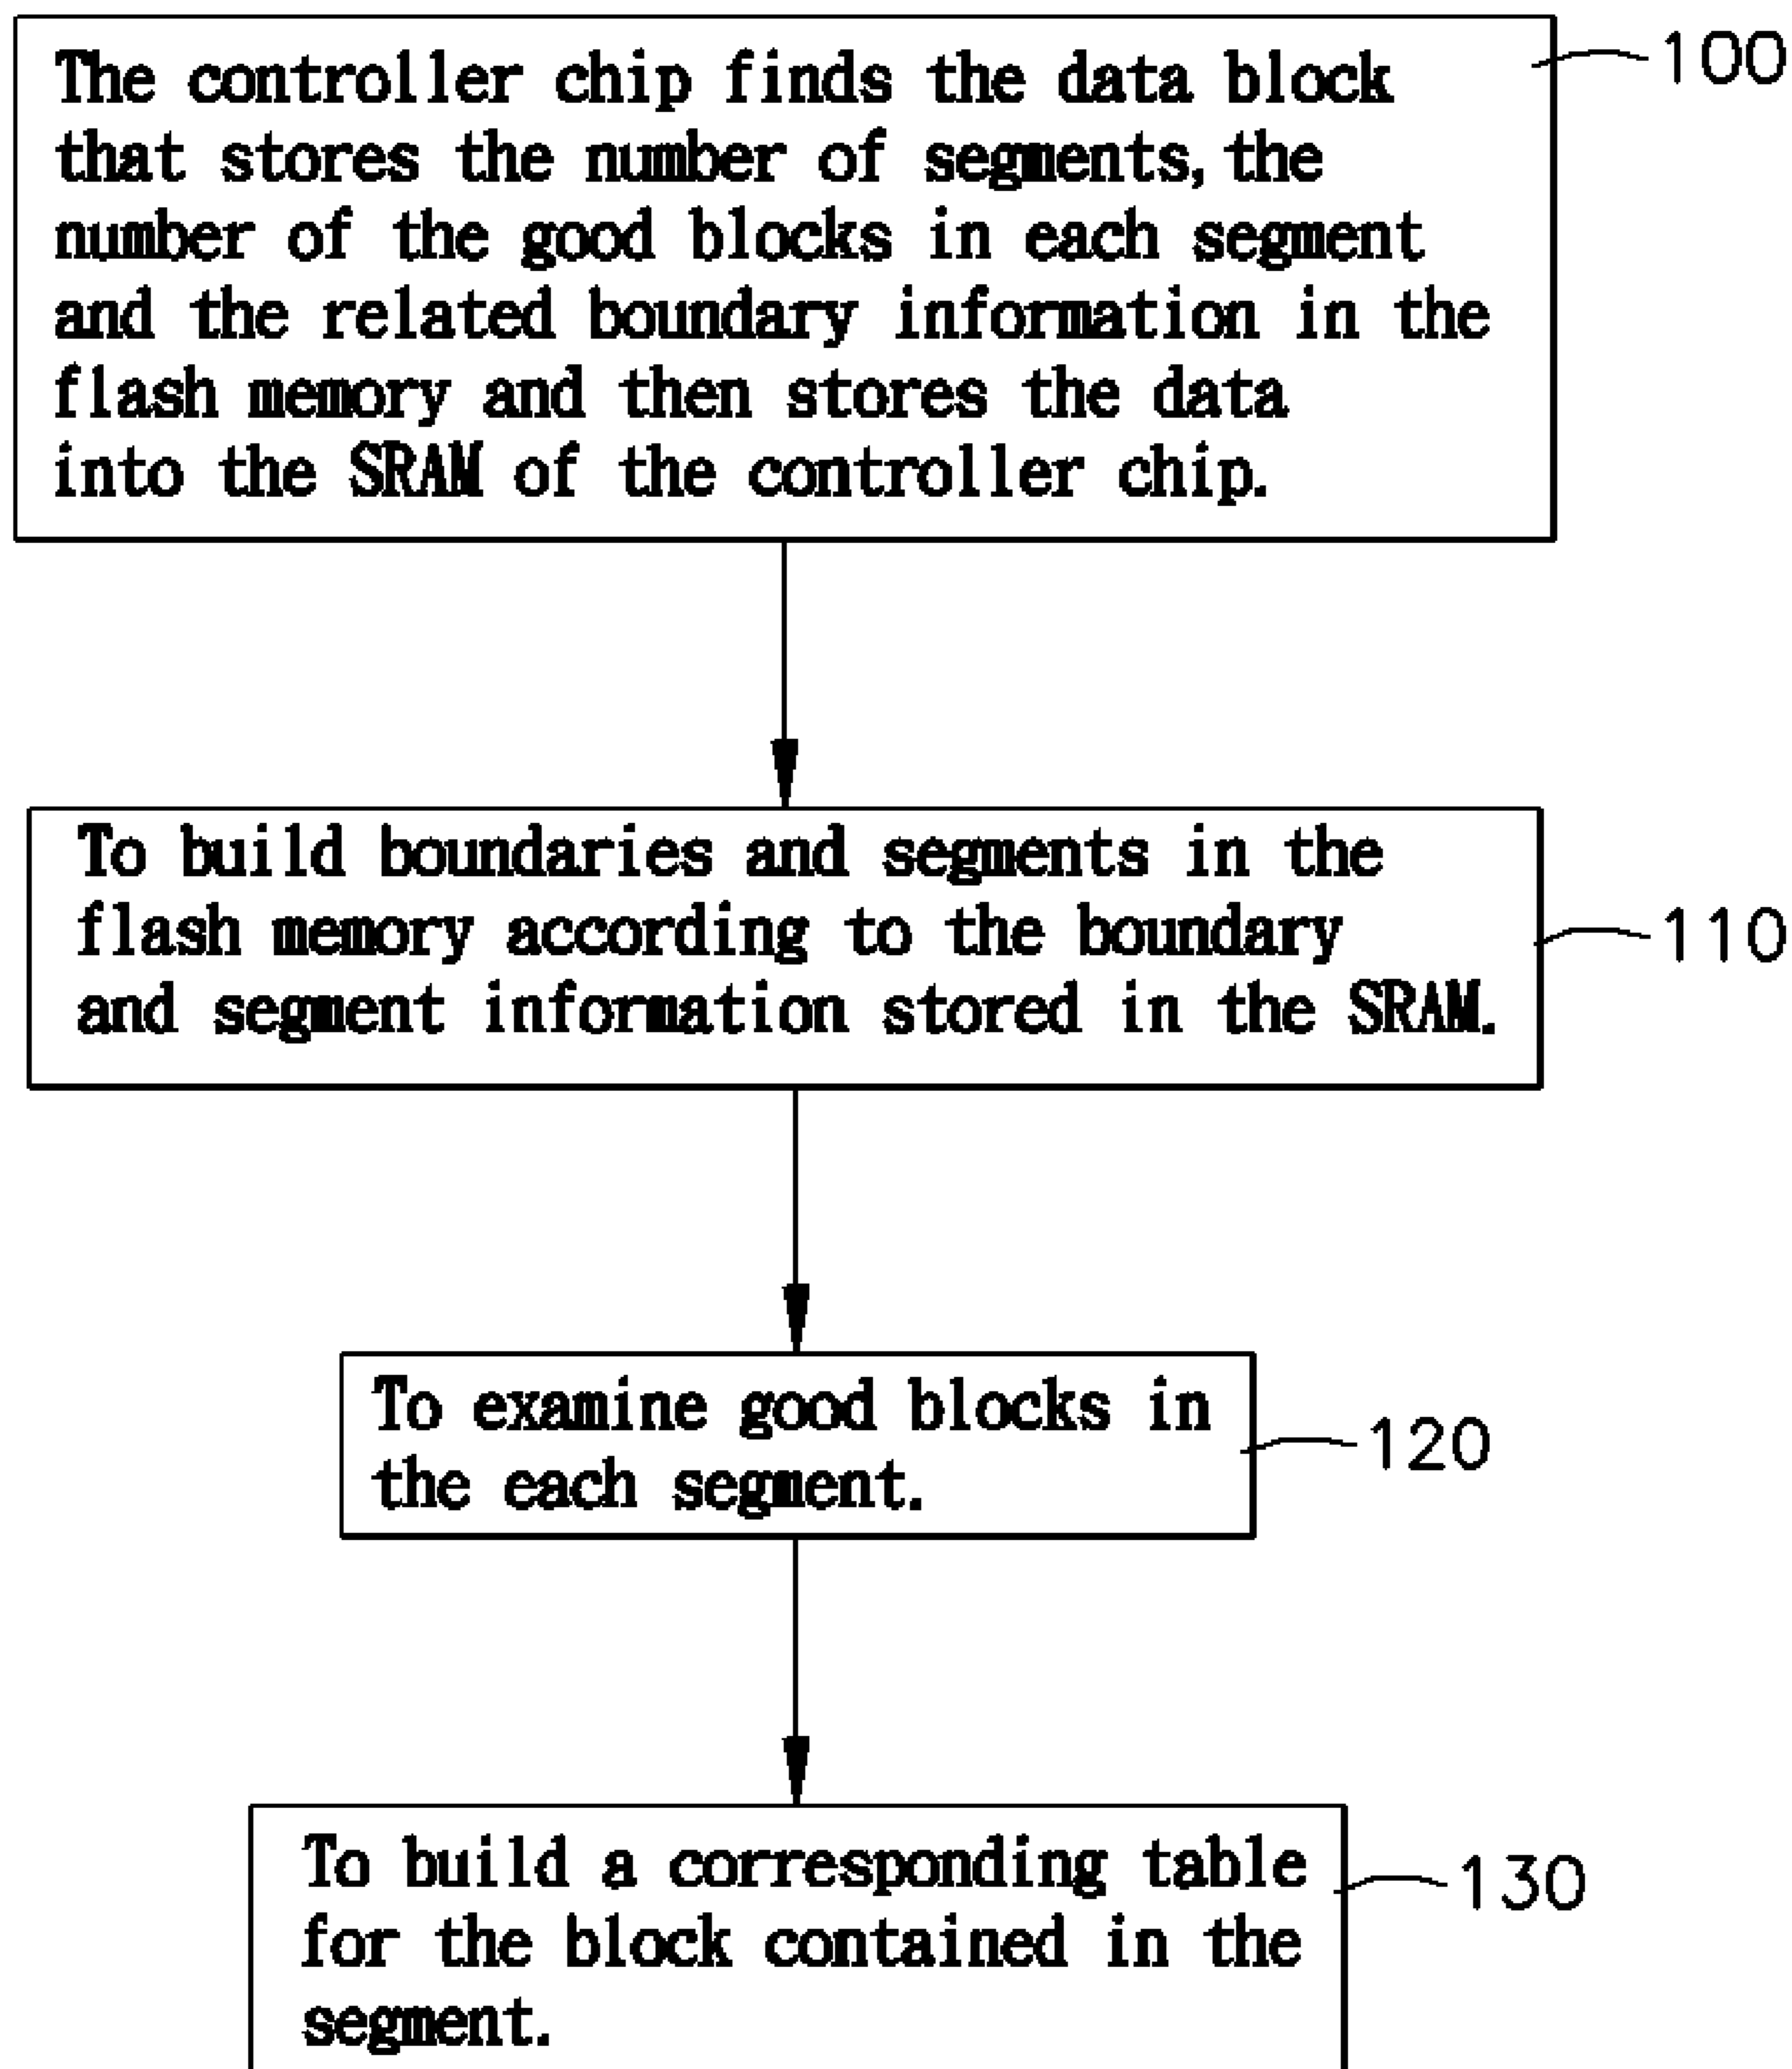 The controller chip finds the data block
that stores the number of segments, the
number of the good blocks in each segment
and the related boundary information in the
flash memory and then stores the data
into the SRAM of the controller chip.
100
To build boundaries and segments in the
flash memory according to the boundary
and segment information stored in the SRAM.
110
To examine good blocks in
the each segment.
120
To build a corresponding table
for the block contained in the
segment.
130